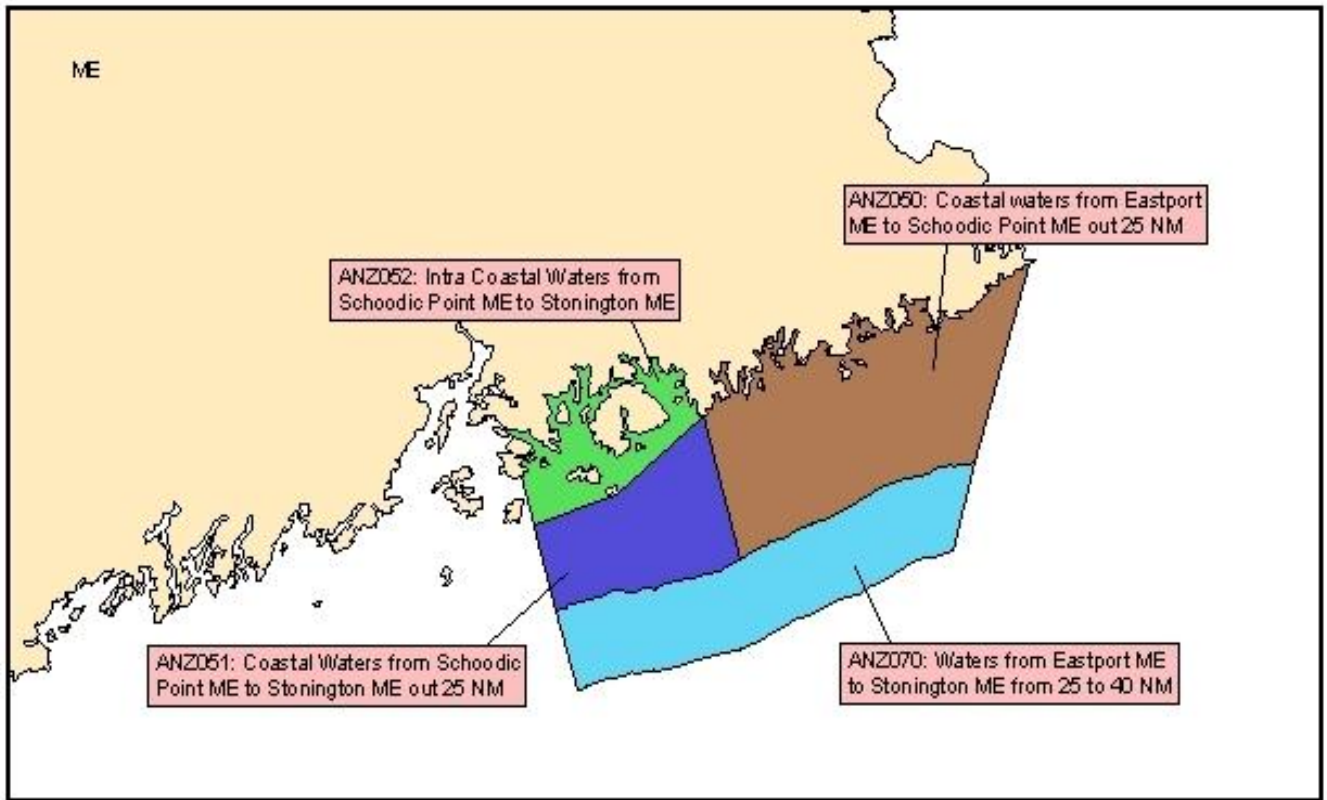 ME
ANZ050: Coastal waters from Eastport
ME to Schoodic Point ME out 25 NM
ANZ052: Intra Coastal Waters from
Schoodic Point ME to Stonington ME
ANZ051: Coastal Waters from Schoodic
Point ME to Stonington ME out 25 NM
ANZ070: Waters from Eastport ME
to Stonington ME from 25 to 40 NM